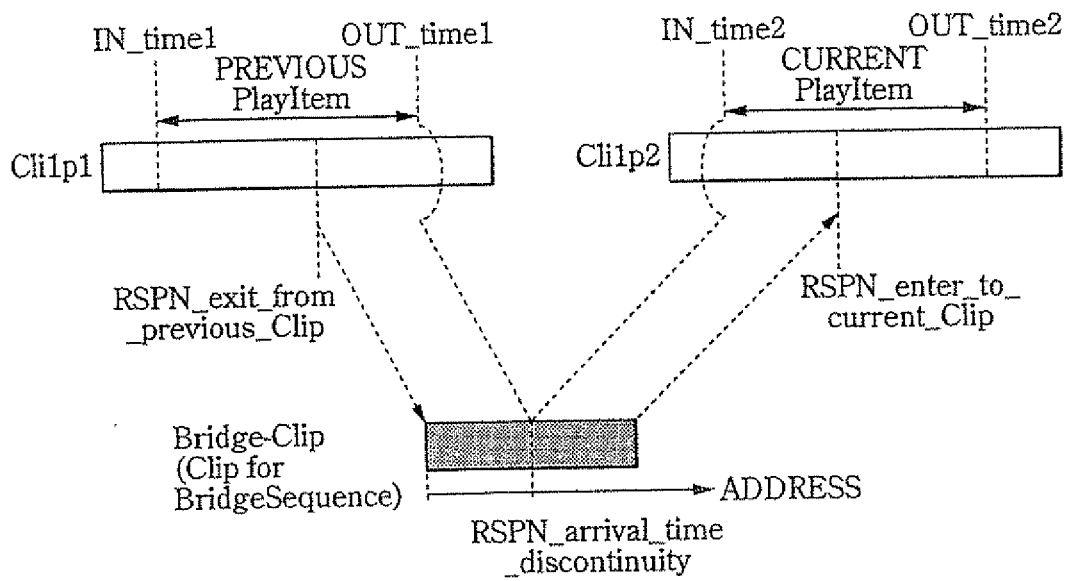 IN_time1
OUT_time1
PREVIOUS
PlayItem
IN_time2
OUT_time2
CURRENT
PlayItem
Cli1p1
Cli1p2
RSPN_exit_from
_previous_Clip
RSPN_enter_to_
current_Clip
Bridge-Clip
(Clip for
BridgeSequence)
ADDRESS
RSPN_arrival_time
_discontinuity